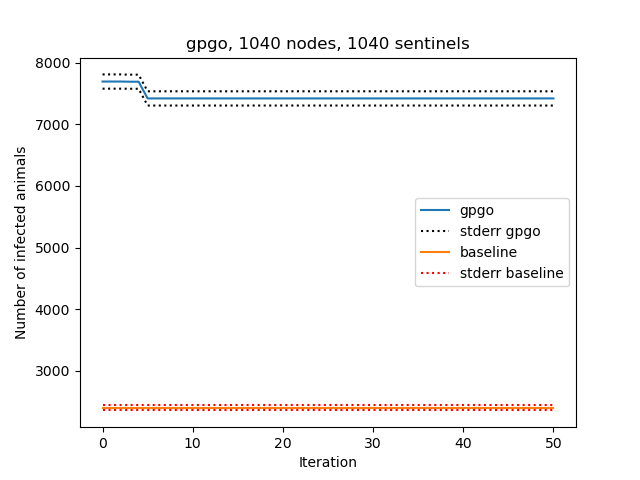 gpgo, 1040 nodes, 1040 sentinels
8000
7000
6000
5000
4000
3000
Number of infected animals
gpgo
stderr gpgo
baseline
stderr baseline
0 10 20 30 40 50
Iteration